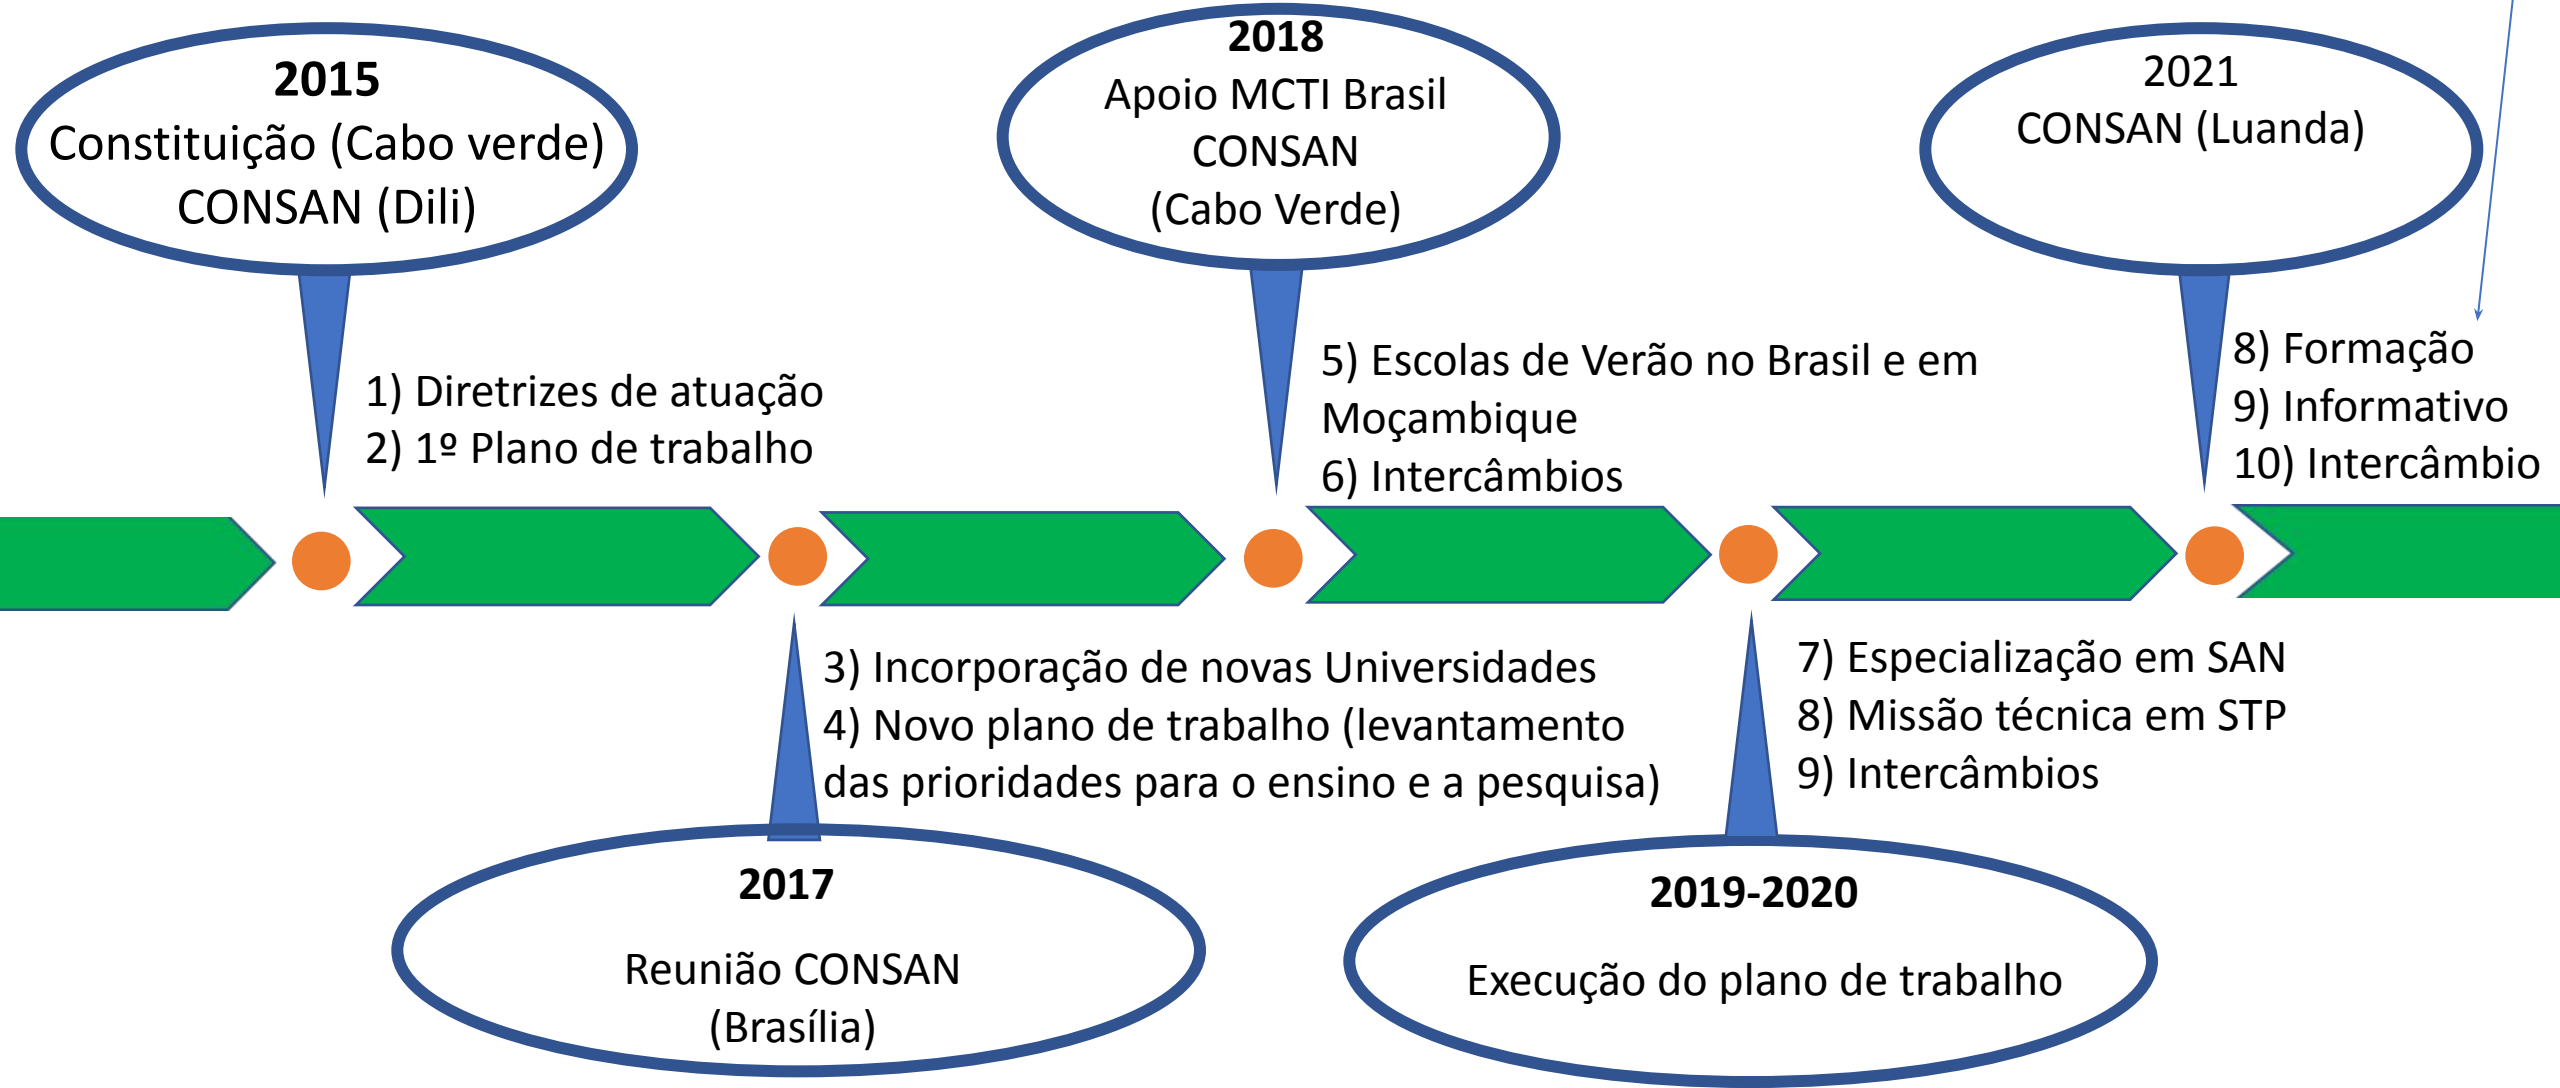 2015
Constituição (Cabo verde)
CONSAN (Dili)
1) Diretrizes de atuação
2) 1º Plano de trabalho
2017
Reunião CONSAN
(Brasília)
3) Incorporação de novas Universidades
4) Novo plano de trabalho (levantamento
das prioridades para o ensino e a pesquisa)
2018
Apoio MCTI Brasil
CONSAN
(Cabo Verde)
5) Escolas de Verão no Brasil e em
Moçambique
6) Intercâmbios
2019-2020
Execução do plano de trabalho
7) Especialização em SAN
8) Missão técnica em STP
9) Intercâmbios
2021
CONSAN (Luanda)
8) Formação
9) Informativo
10) Intercâmbio